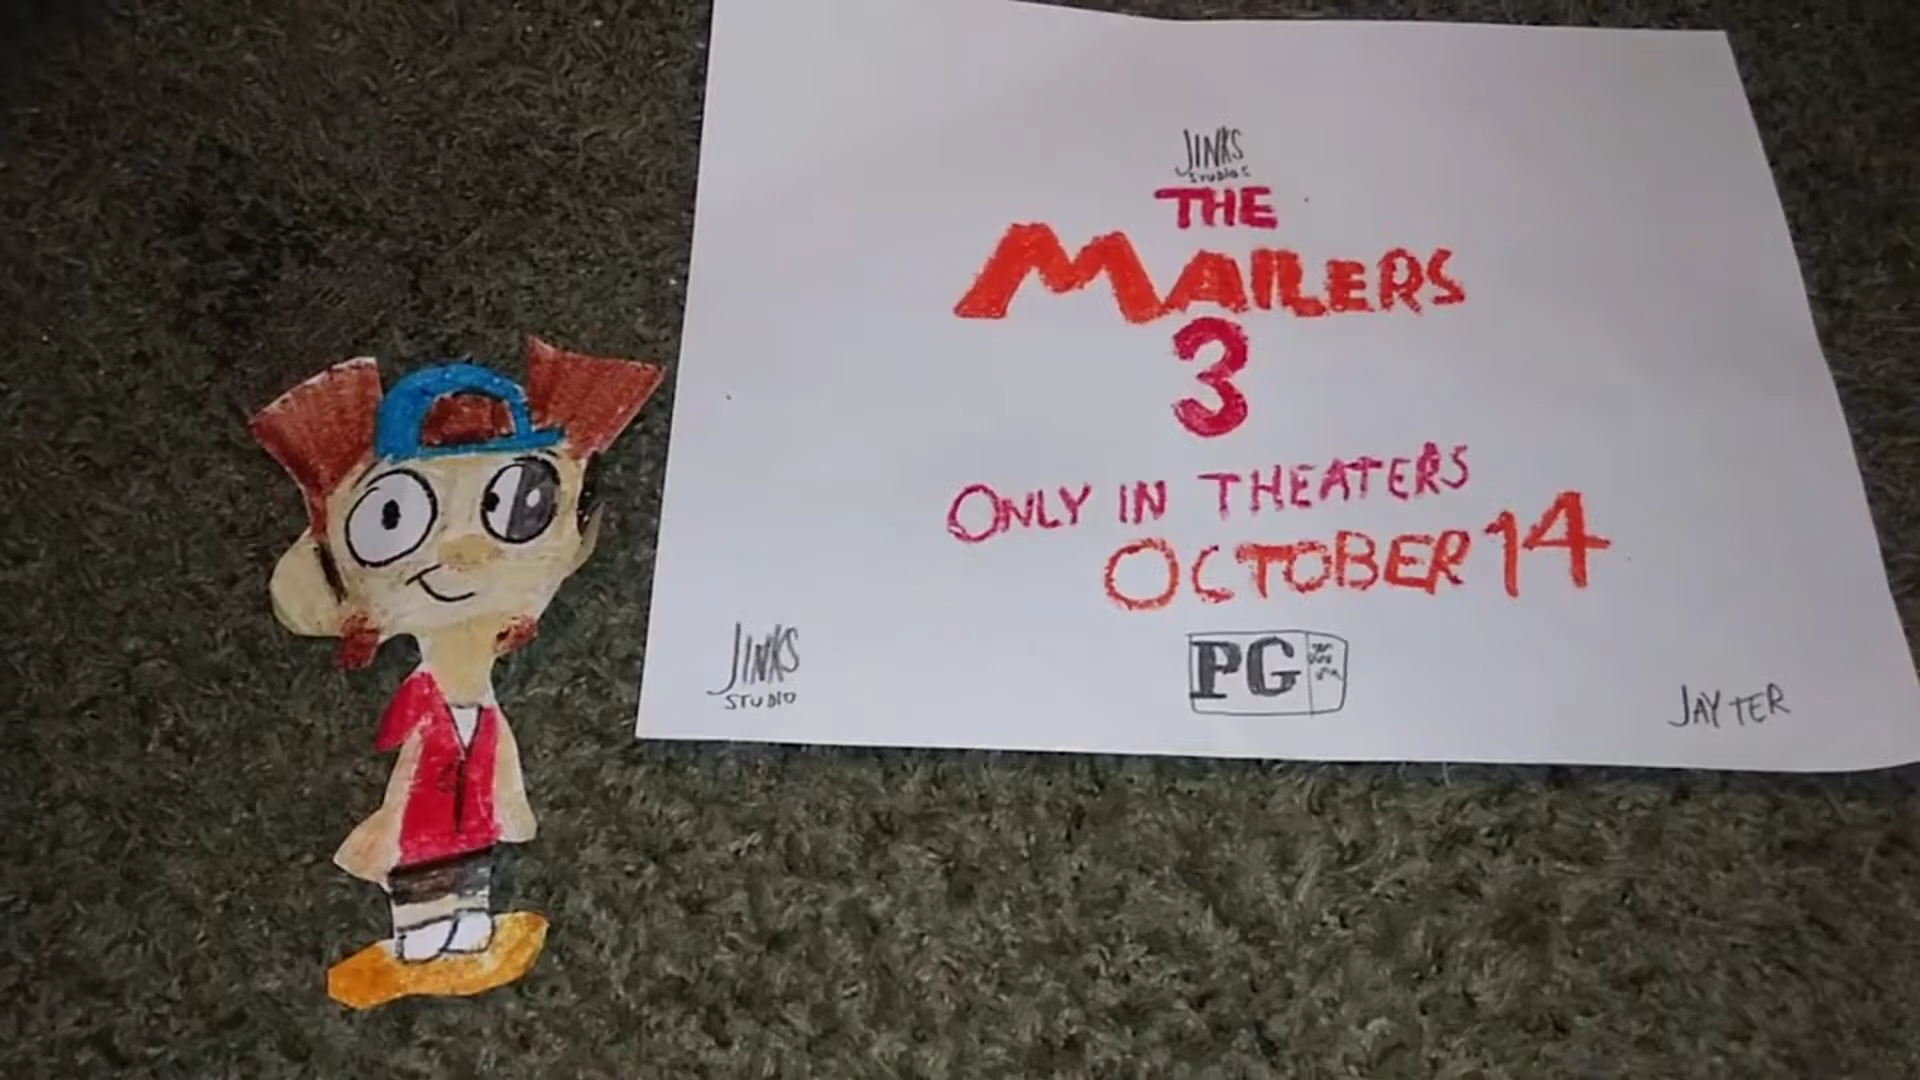 JINKS
STUDIOS
THE
MAILERS
3
ONLY IN THEATERS
OCTOBER 14
JINKS
STUDIO
PG
JAYTER